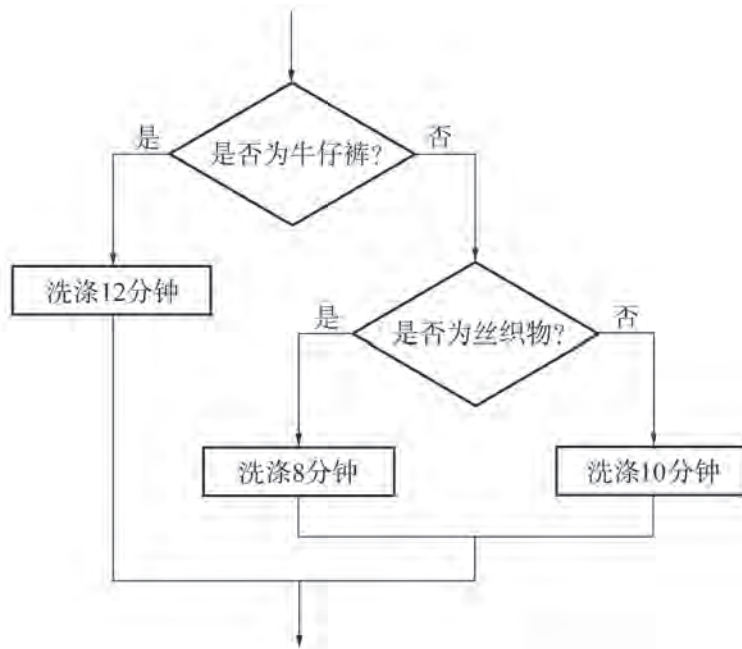 是否为牛仔裤?
是
否
洗涤12分钟
是否为丝织物?
是
否
洗涤8分钟
洗涤10分钟